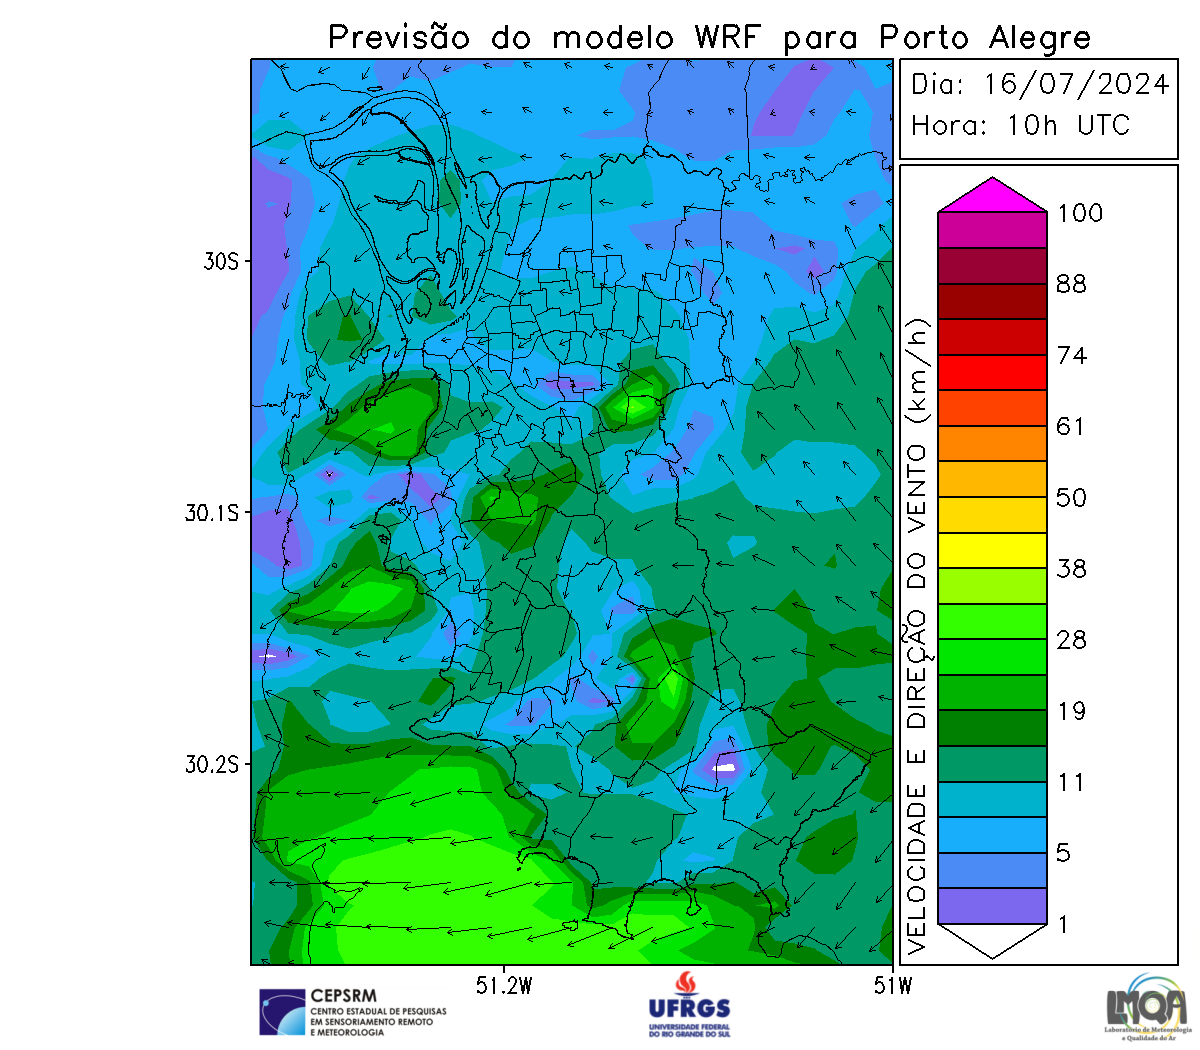 Previsão do modelo WRF para Porto Alegre
Dia: 16/07/2024
Hora: 10h UTC
100
88
74
61
50
38
28
19
11
5
1
VELOCIDADE E DIREÇÃO DO VENTO (km/h)
30S
30.1S
30.2S
51.2W
51W
CEPSRM
CENTRO ESTADUAL DE PESQUISAS
EM SENSORIAMENTO REMOTO
E METEOROLOGIA
UFRGS
UNIVERSIDADE FEDERAL
DO RIO GRANDE DO SUL
LMQA
Laboratório de Meteorologia
e Qualidade do Ar